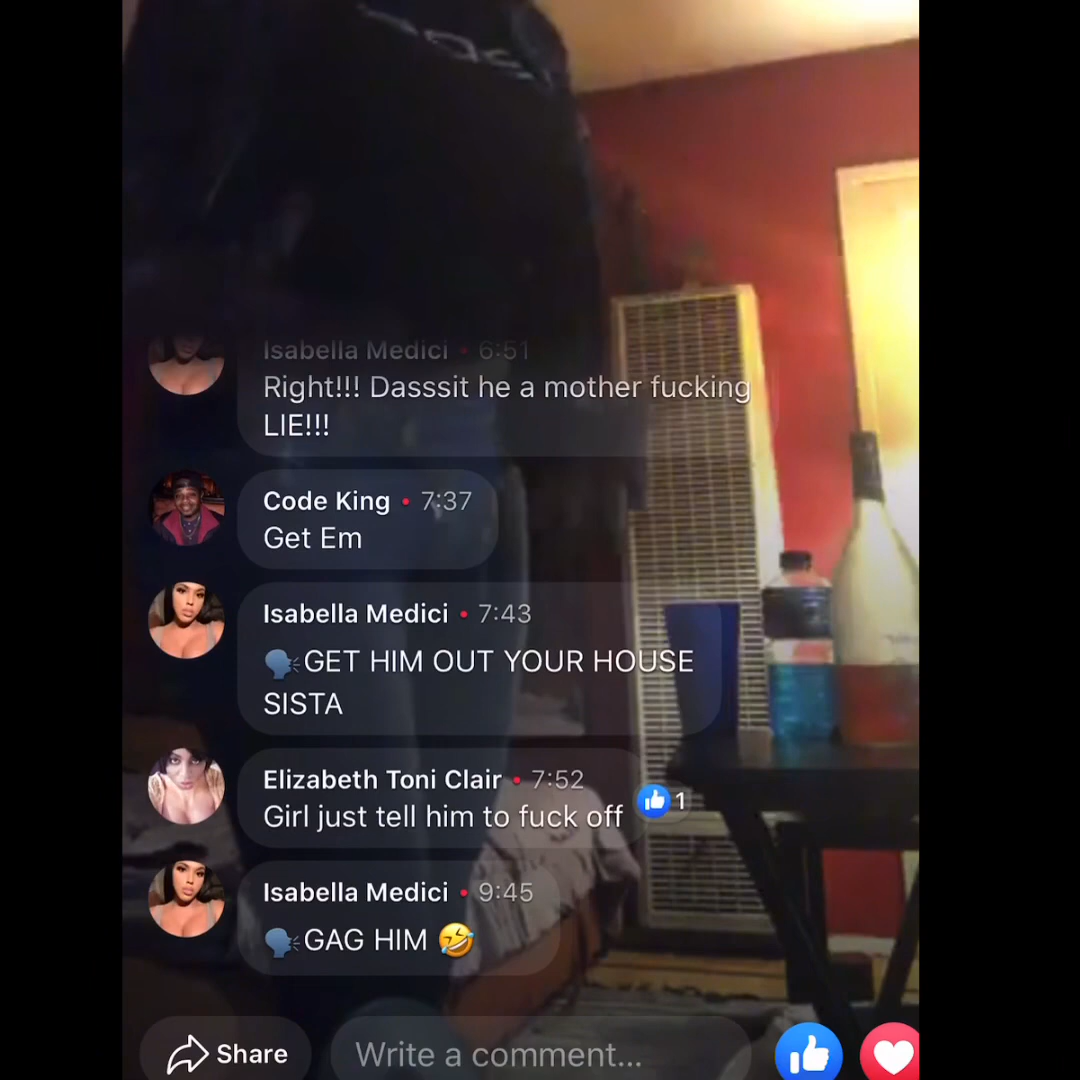 Isabella Medici • 6:51
Right!!! Dasssit he a mother fucking
LIE!!!
Code King • 7:37
Get Em
Isabella Medici • 7:43
🗣GET HIM OUT YOUR HOUSE
SISTA
Elizabeth Toni Clair • 7:52
Girl just tell him to fuck off
1
Isabella Medici • 9:45
🗣GAG HIM 🤣
Share
Write a comment...